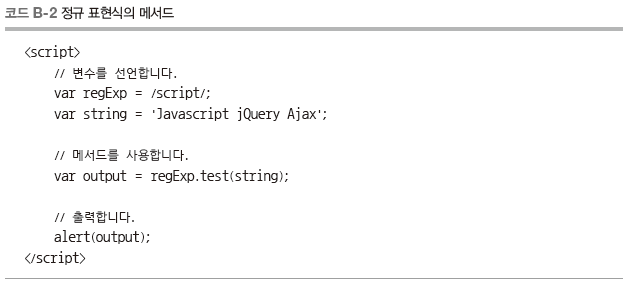 코드 B-2 정규 표현식의 메서드
<script>
// 변수를 선언합니다.
var regExp = /script/;
var string = 'Javascript jQuery Ajax';
// 메서드를 사용합니다.
var output = regExp.test(string);
// 출력합니다.
alert(output);
</script>